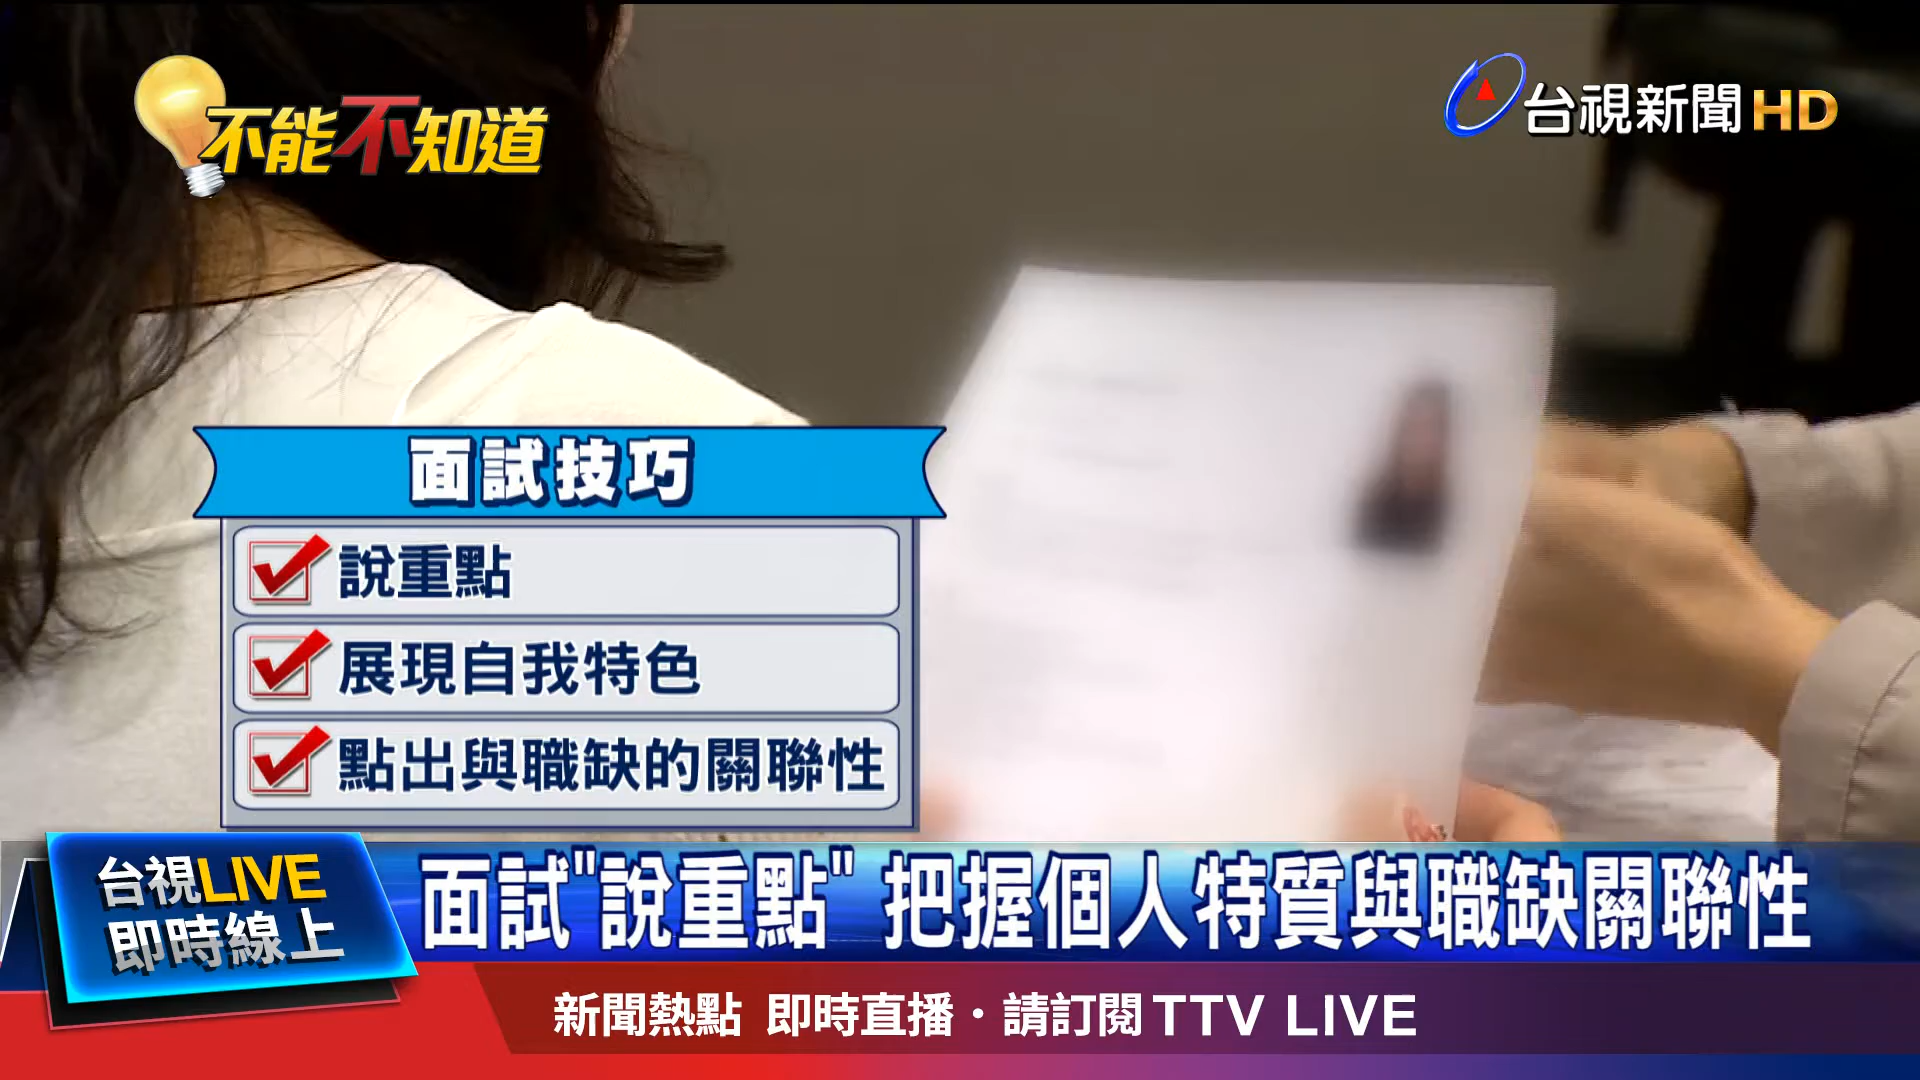 不能不知道
台視新聞HD
面試技巧
說重點
展現自我特色
點出與職缺的關聯性
台視LIVE
即時線上
面試"說重點" 把握個人特質與職缺關聯性
新聞熱點 即時直播・請訂閱TTV LIVE